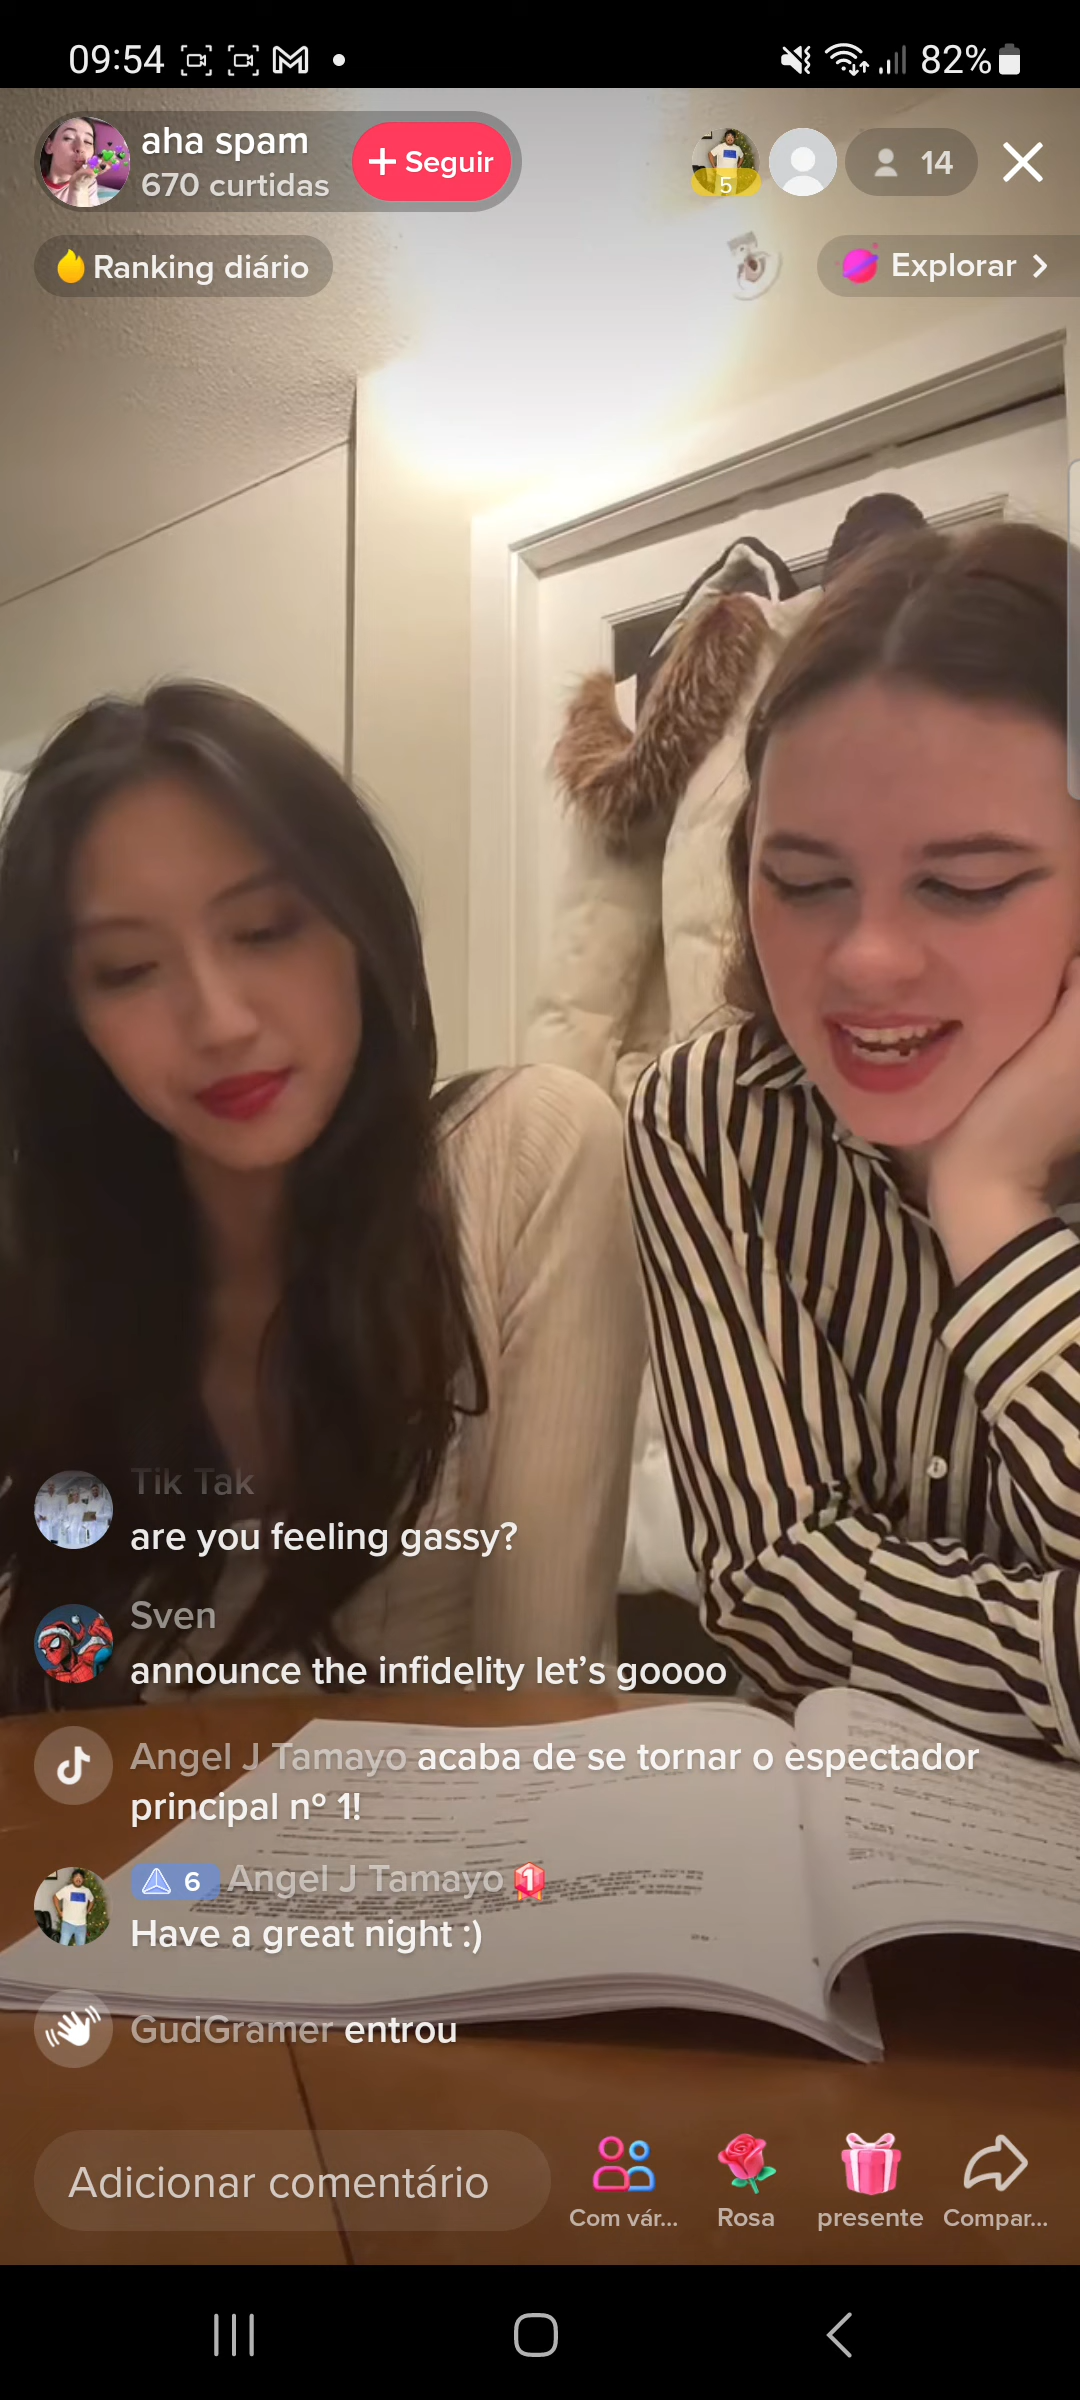 09:54
82%
aha spam
670 curtidas
+ Seguir
5
14
Ranking diário
Explorar >
Tik Tak
are you feeling gassy?
Sven
announce the infidelity let's goooo
Angel J Tamayo acaba de se tornar o espectador
principal nº 1!
6 Angel J Tamayo 1
Have a great night :)
GudGramer entrou
Adicionar comentário
Com vár...
Rosa
presente
Compar...